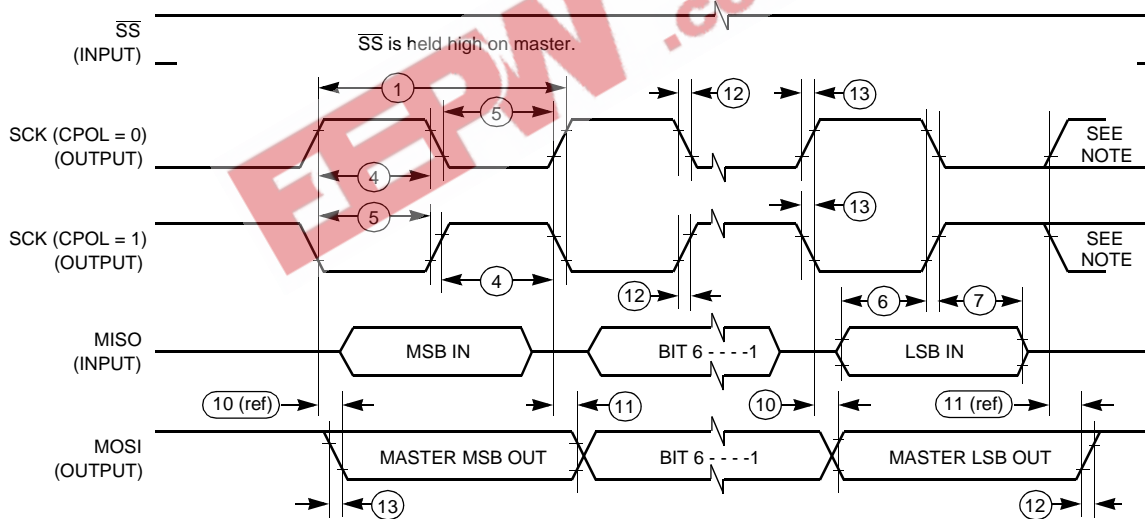 SS
(INPUT)
SS is held high on master.
1
12
13
5
SCK (CPOL = 0)
(OUTPUT)
SEE
NOTE
4
5
13
SCK (CPOL = 1)
(OUTPUT)
SEE
NOTE
4
12
6
7
MISO
(INPUT)
MSB IN
BIT 6 - - - -1
LSB IN
10 (ref)
11
10
11 (ref)
MOSI
(OUTPUT)
MASTER MSB OUT
BIT 6 - - - -1
MASTER LSB OUT
13
12
EEPW